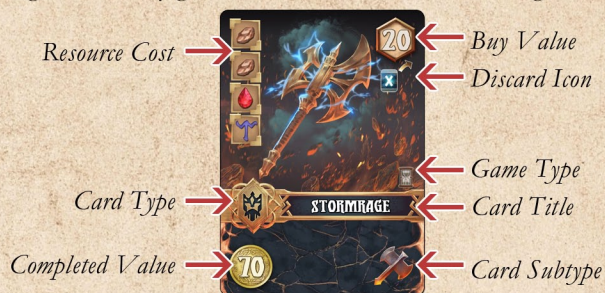 Resource Cost
20
Buy Value
X
Discard Icon
Game Type
Card Type
STORMRAGE
Card Title
Completed Value
70
Card Subtype